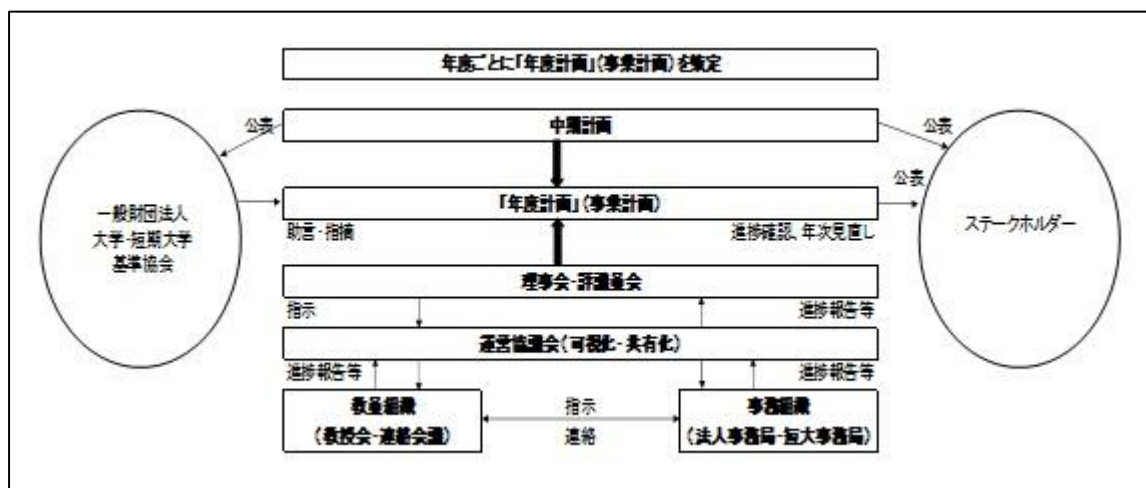 年度ごとに「年度計画」(事業計画)を策定
公表
中期計画
公表
公表
一般財団法人
大学・短期大学
基準協会
「年度計画」(事業計画)
ステークホルダー
助言・指摘
進捗確認、年次見直し
理事会・評議員会
指示
進捗報告等
運営協議会(可視化・共有化)
進捗報告等
進捗報告等
教員組織
(教授会・連絡会議)
指示
連絡
事務組織
(法人事務局・短大事務局)